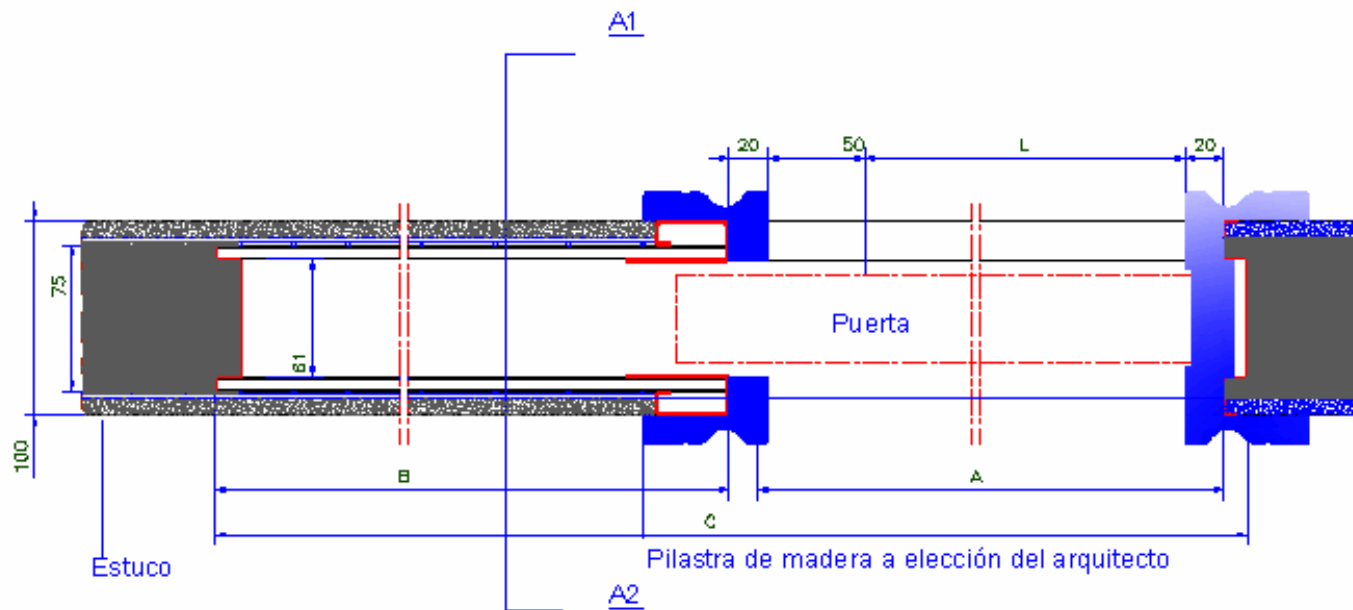 A1
20
50
L
20
75
61
Puerta
100
B
A
C
Estuco
Pilastra de madera a elección del arquitecto
A2